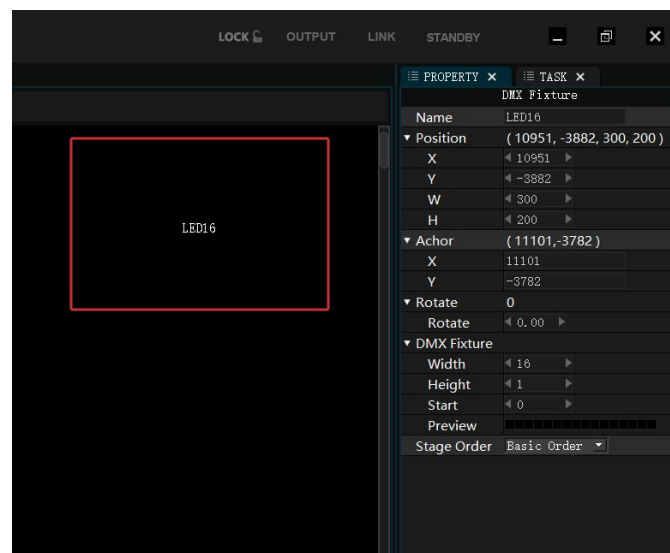 LOCK OUTPUT LINK STANDBY
PROPERTY × TASK ×
DMX Fixture
Name LED16
Position ( 10951, -3882, 300, 200 )
X 10951
Y -3882
W 300
H 200
LED16
Achor ( 11101,-3782 )
X 11101
Y -3782
Rotate 0
Rotate 0.00
DMX Fixture
Width 16
Height 1
Start 0
Preview
Stage Order Basic Order